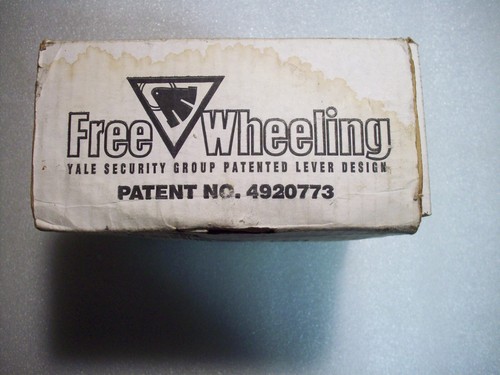 Free Wheeling
YALE SECURITY GROUP PATENTED LEVER DESIGN
PATENT NO. 4920773